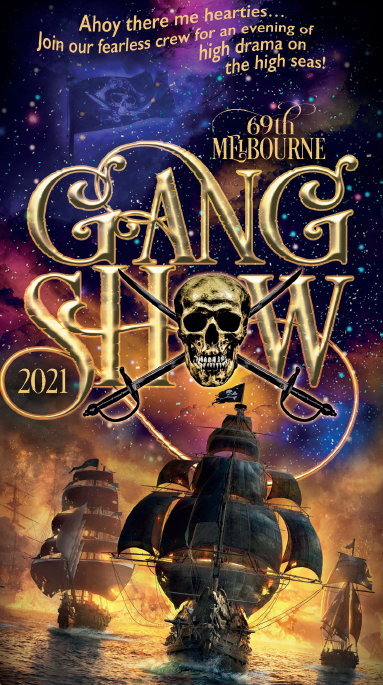 Ahoy there me hearties...
Join our fearless crew for an evening of
high drama on
the high seas!
69th
MELBOURNE
GANG
SHOW
2021